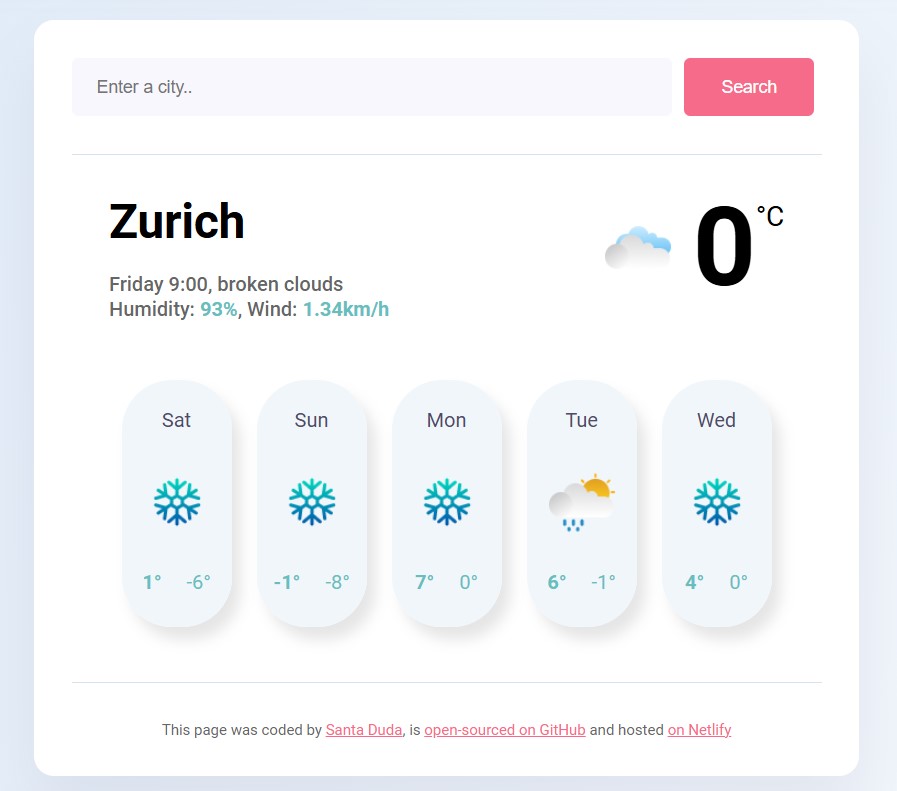 Enter a city..
Search
Zurich
0
°C
Friday 9:00, broken clouds
Humidity: 93%, Wind: 1.34km/h
Sat
Sun
Mon
Tue
Wed
1° -6°
-1° -8°
7° 0°
6° -1°
4° 0°
This page was coded by Santa Duda, is open-sourced on GitHub and hosted on Netlify